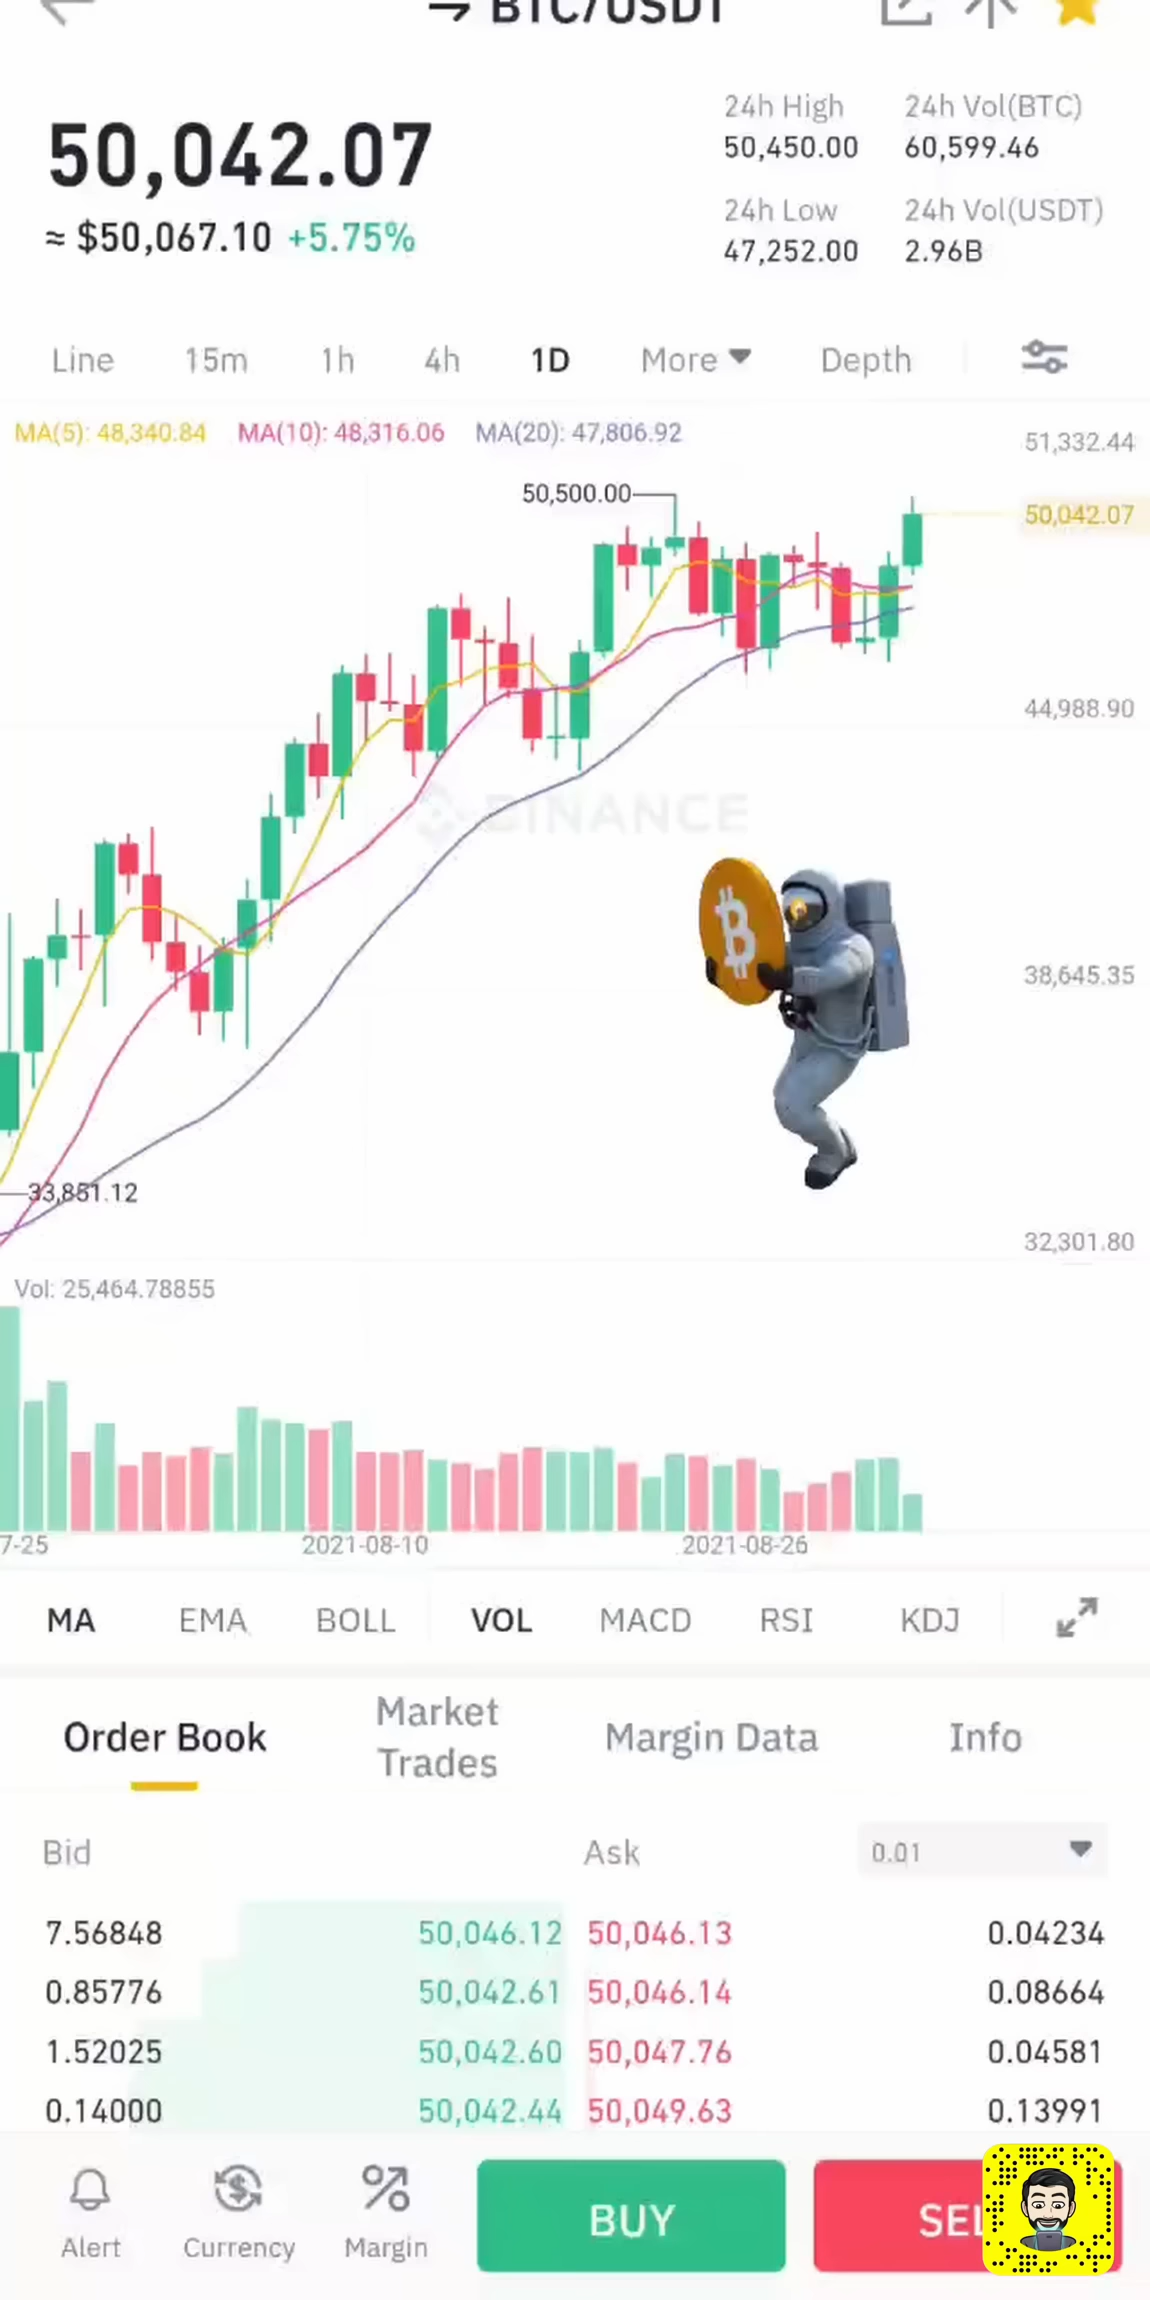 BTC/USDT
50,042.07
≈ $50,067.10 +5.75%
24h High
50,450.00
24h Vol(BTC)
60,599.46
24h Low
47,252.00
24h Vol(USDT)
2.96B
Line 15m 1h 4h 1D More Depth
MA(5): 48,340.84 MA(10): 48,316.06 MA(20): 47,806.92
51,332.44
50,500.00
50,042.07
44,988.90
BINANCE
38,645.35
33,851.12
32,301.80
Vol: 25,464.78855
7-25 2021-08-10 2021-08-26
MA EMA BOLL VOL MACD RSI KDJ
Order Book
Market
Trades
Margin Data
Info
Bid Ask 0.01
7.56848 50,046.12 50,046.13 0.04234
0.85776 50,042.61 50,046.14 0.08664
1.52025 50,042.60 50,047.76 0.04581
0.14000 50,042.44 50,049.63 0.13991
Alert Currency Margin BUY SEL